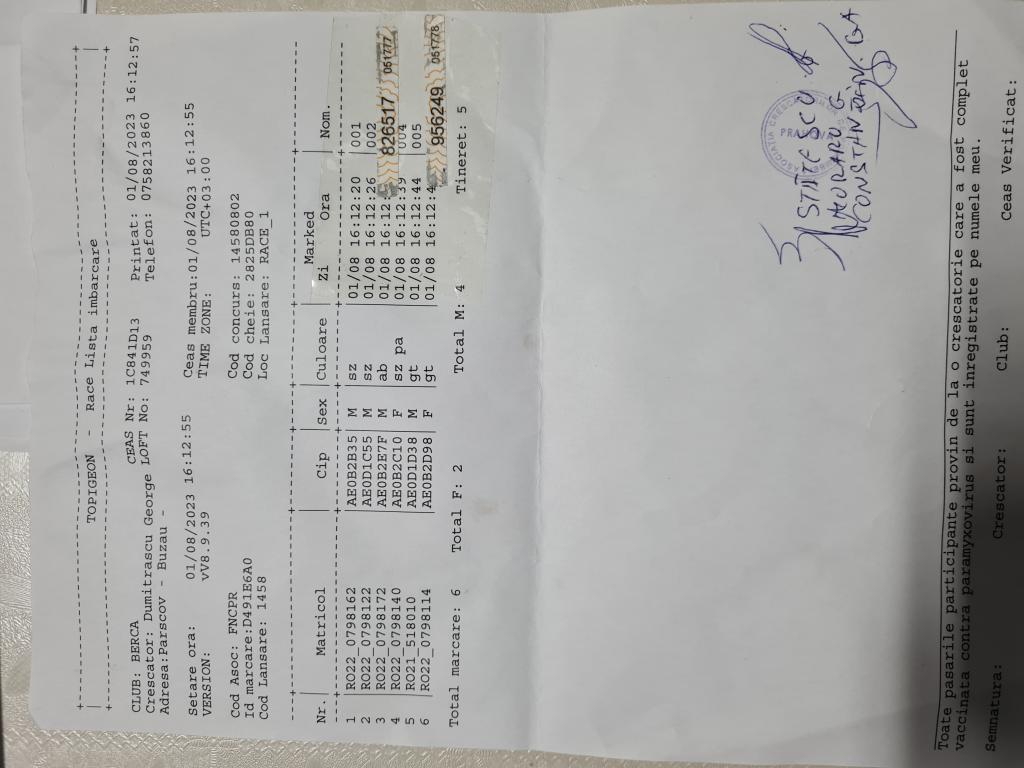 TOPIGEON - Race Lista imbarcare
CLUB: BERCA CEAS Nr: 1C841D13 Printat: 01/08/2023 16:12:57
Crescator: Dumitrascu George LOFT No: 749959 Telefon: 0758213860
Adresa:Parscov - Buzau -
Setare ora: 01/08/2023 16:12:55 Ceas membru:01/08/2023 16:12:55
VERSION: vV8.9.39 TIME ZONE: UTC+03:00
Cod Asoc: FNCPR Cod concurs: 14580802
Id marcare:D491E6A0 Cod cheie: 2825DB80
Cod Lansare: 1458 Loc Lansare: RACE_1
Marked
Nr.| Matricol | Cip |Sex |Culoare | Zi Ora | Nom.
1 |RO22_0798162 |AE0B2B35| M |sz |01/08 16:12:20 |001
2 |RO22_0798122 |AE0D1C55| M |sz |01/08 16:12:26 |002
3 |RO22_0798172 |AE0B2E7F| M |ab |01/08 16:12: 826517 061777
4 |RO22_0798140 |AE0B2C10| F |sz pa |01/08 16:12:39 |004
5 |RO21_518010 |AE0D1D38| M |gt |01/08 16:12:44 |005
6 |RO22_0798114 |AE0B2D98| F |gt |01/08 16:12:4 956249 061778
Total marcare: 6 Total F: 2 Total M: 4 Tineret: 5
STATESCU
G
CONSTANTIN
PRAHOVA
Toate pasarile participante provin de la o crescatorie care a fost complet
vaccinata contra paramyxovirus si sunt inregistrate pe numele meu.
Semnatura: Crescator: Club: Ceas Verificat: